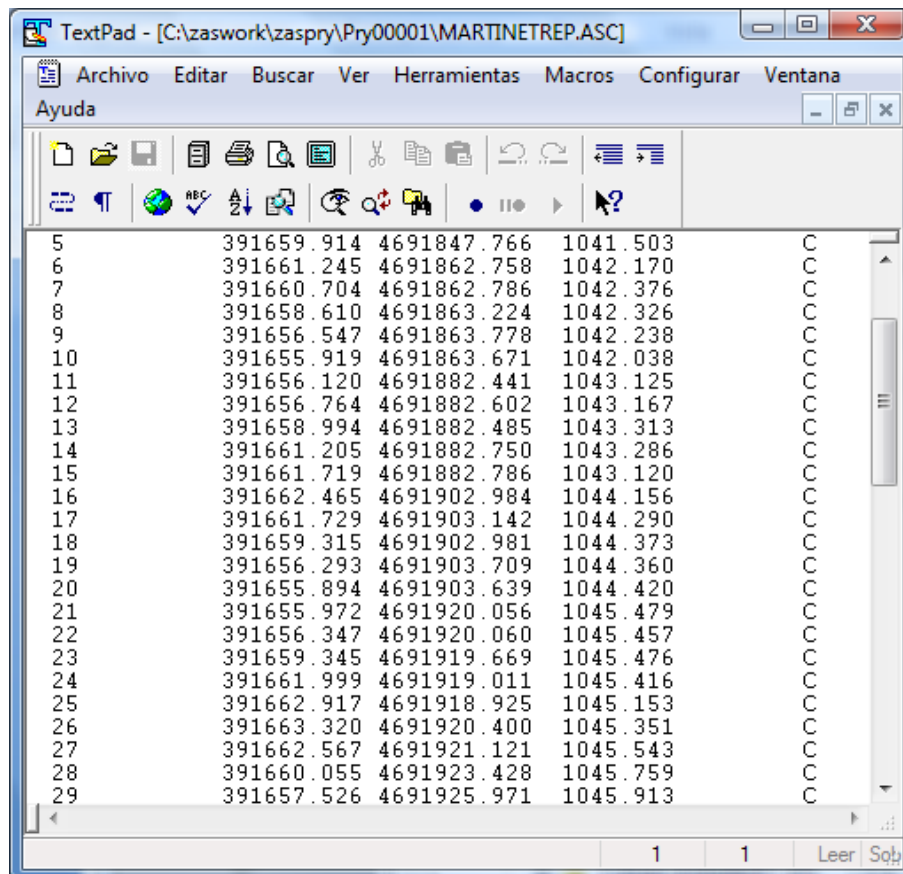 TextPad - [C:\zaswork\zaspry\Pry00001\MARTINETREP.ASC]
Archivo Editar Buscar Ver Herramientas Macros Configurar Ventana
Ayuda
5 391659.914 4691847.766 1041.503 C
6 391661.245 4691862.758 1042.170 C
7 391660.704 4691862.786 1042.376 C
8 391658.610 4691863.224 1042.326 C
9 391656.547 4691863.778 1042.238 C
10 391655.919 4691863.671 1042.038 C
11 391656.120 4691882.441 1043.125 C
12 391656.764 4691882.602 1043.167 C
13 391658.994 4691882.485 1043.313 C
14 391661.205 4691882.750 1043.286 C
15 391661.719 4691882.786 1043.120 C
16 391662.465 4691902.984 1044.156 C
17 391661.729 4691903.142 1044.290 C
18 391659.315 4691902.981 1044.373 C
19 391656.293 4691903.709 1044.360 C
20 391655.894 4691903.639 1044.420 C
21 391655.972 4691920.056 1045.479 C
22 391656.347 4691920.060 1045.457 C
23 391659.345 4691919.669 1045.476 C
24 391661.999 4691919.011 1045.416 C
25 391662.917 4691918.925 1045.153 C
26 391663.320 4691920.400 1045.351 C
27 391662.567 4691921.121 1045.543 C
28 391660.055 4691923.428 1045.759 C
29 391657.526 4691925.971 1045.913 C
1 1 Leer Sob